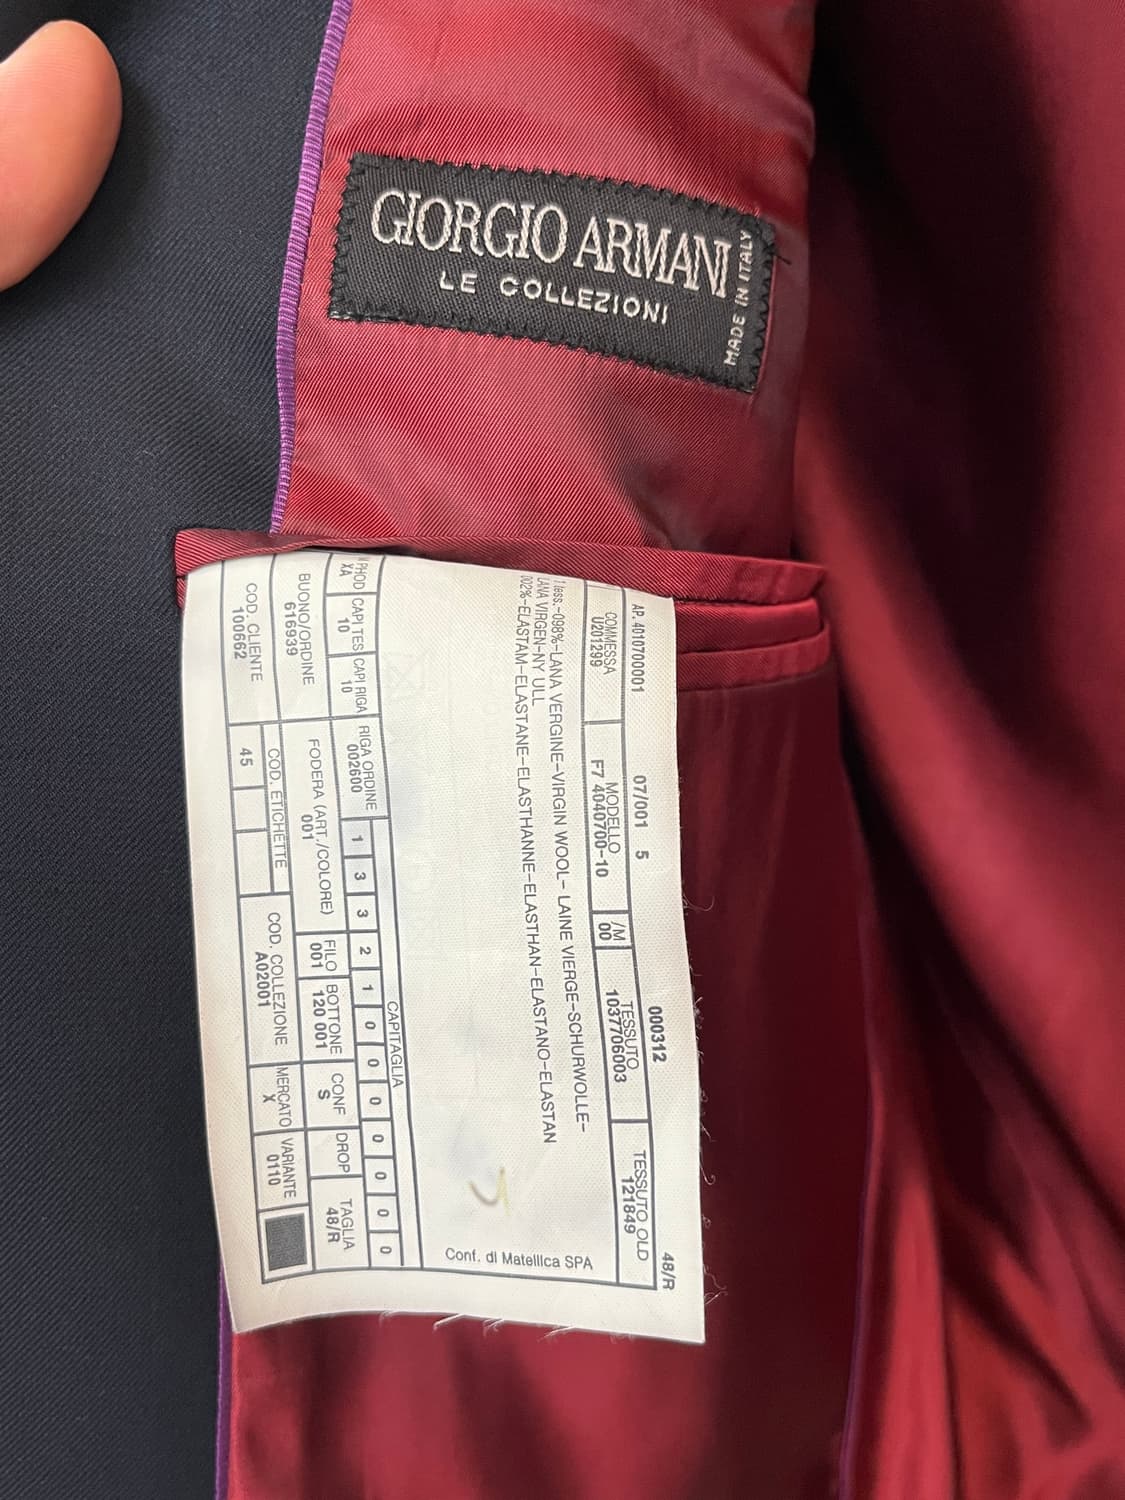 GIORGIO ARMANI
LE COLLEZIONI
MADE IN ITALY
000312
48/R
AP. 4010700001 07/001 5
COMMESSA MODELLO /M TESSUTO TESSUTO OLD
U201299 F7 4040700-10 00 1037706003 121849
098%-LANA VERGINE-VIRGIN WOOL- LAINE VIERGE-SCHURWOLLE-
LANA VIRGEN-NY ULL
002%-ELASTAM-ELASTANE-ELASTHANNE-ELASTHAN-ELASTANO-ELASTAN
Conf. di Matellica SPA
CAPITAGLIA
PROD CAPI TES CAPI RIGA RIGA ORDINE
XA 10 10 002600 1 3 3 2 1 0 0 0 0 0 0 0
BUONO/ORDINE FODERA (ART./COLORE) FILO BOTTONE CONF DROP TAGLIA
616939 001 001 120 001 S 48/R
COD. CLIENTE COD. ETICHETTE COD. COLLEZIONE MERCATO VARIANTE
100662 45 A02001 X 0110